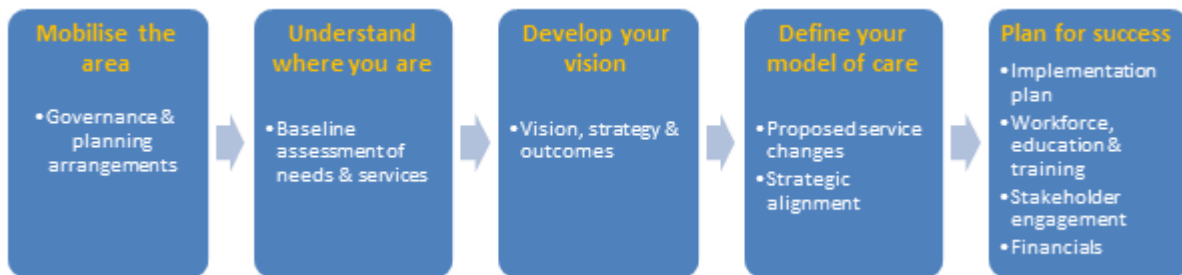 Mobilise the
area
•Governance &
planning
arrangements
Understand
where you are
•Baseline
assessment of
needs & services
Develop your
vision
•Vision, strategy &
outcomes
Define your
model of care
•Proposed service
changes
•Strategic
alignment
Plan for success
•Implementation
plan
•Workforce,
education &
training
•Stakeholder
engagement
•Financials